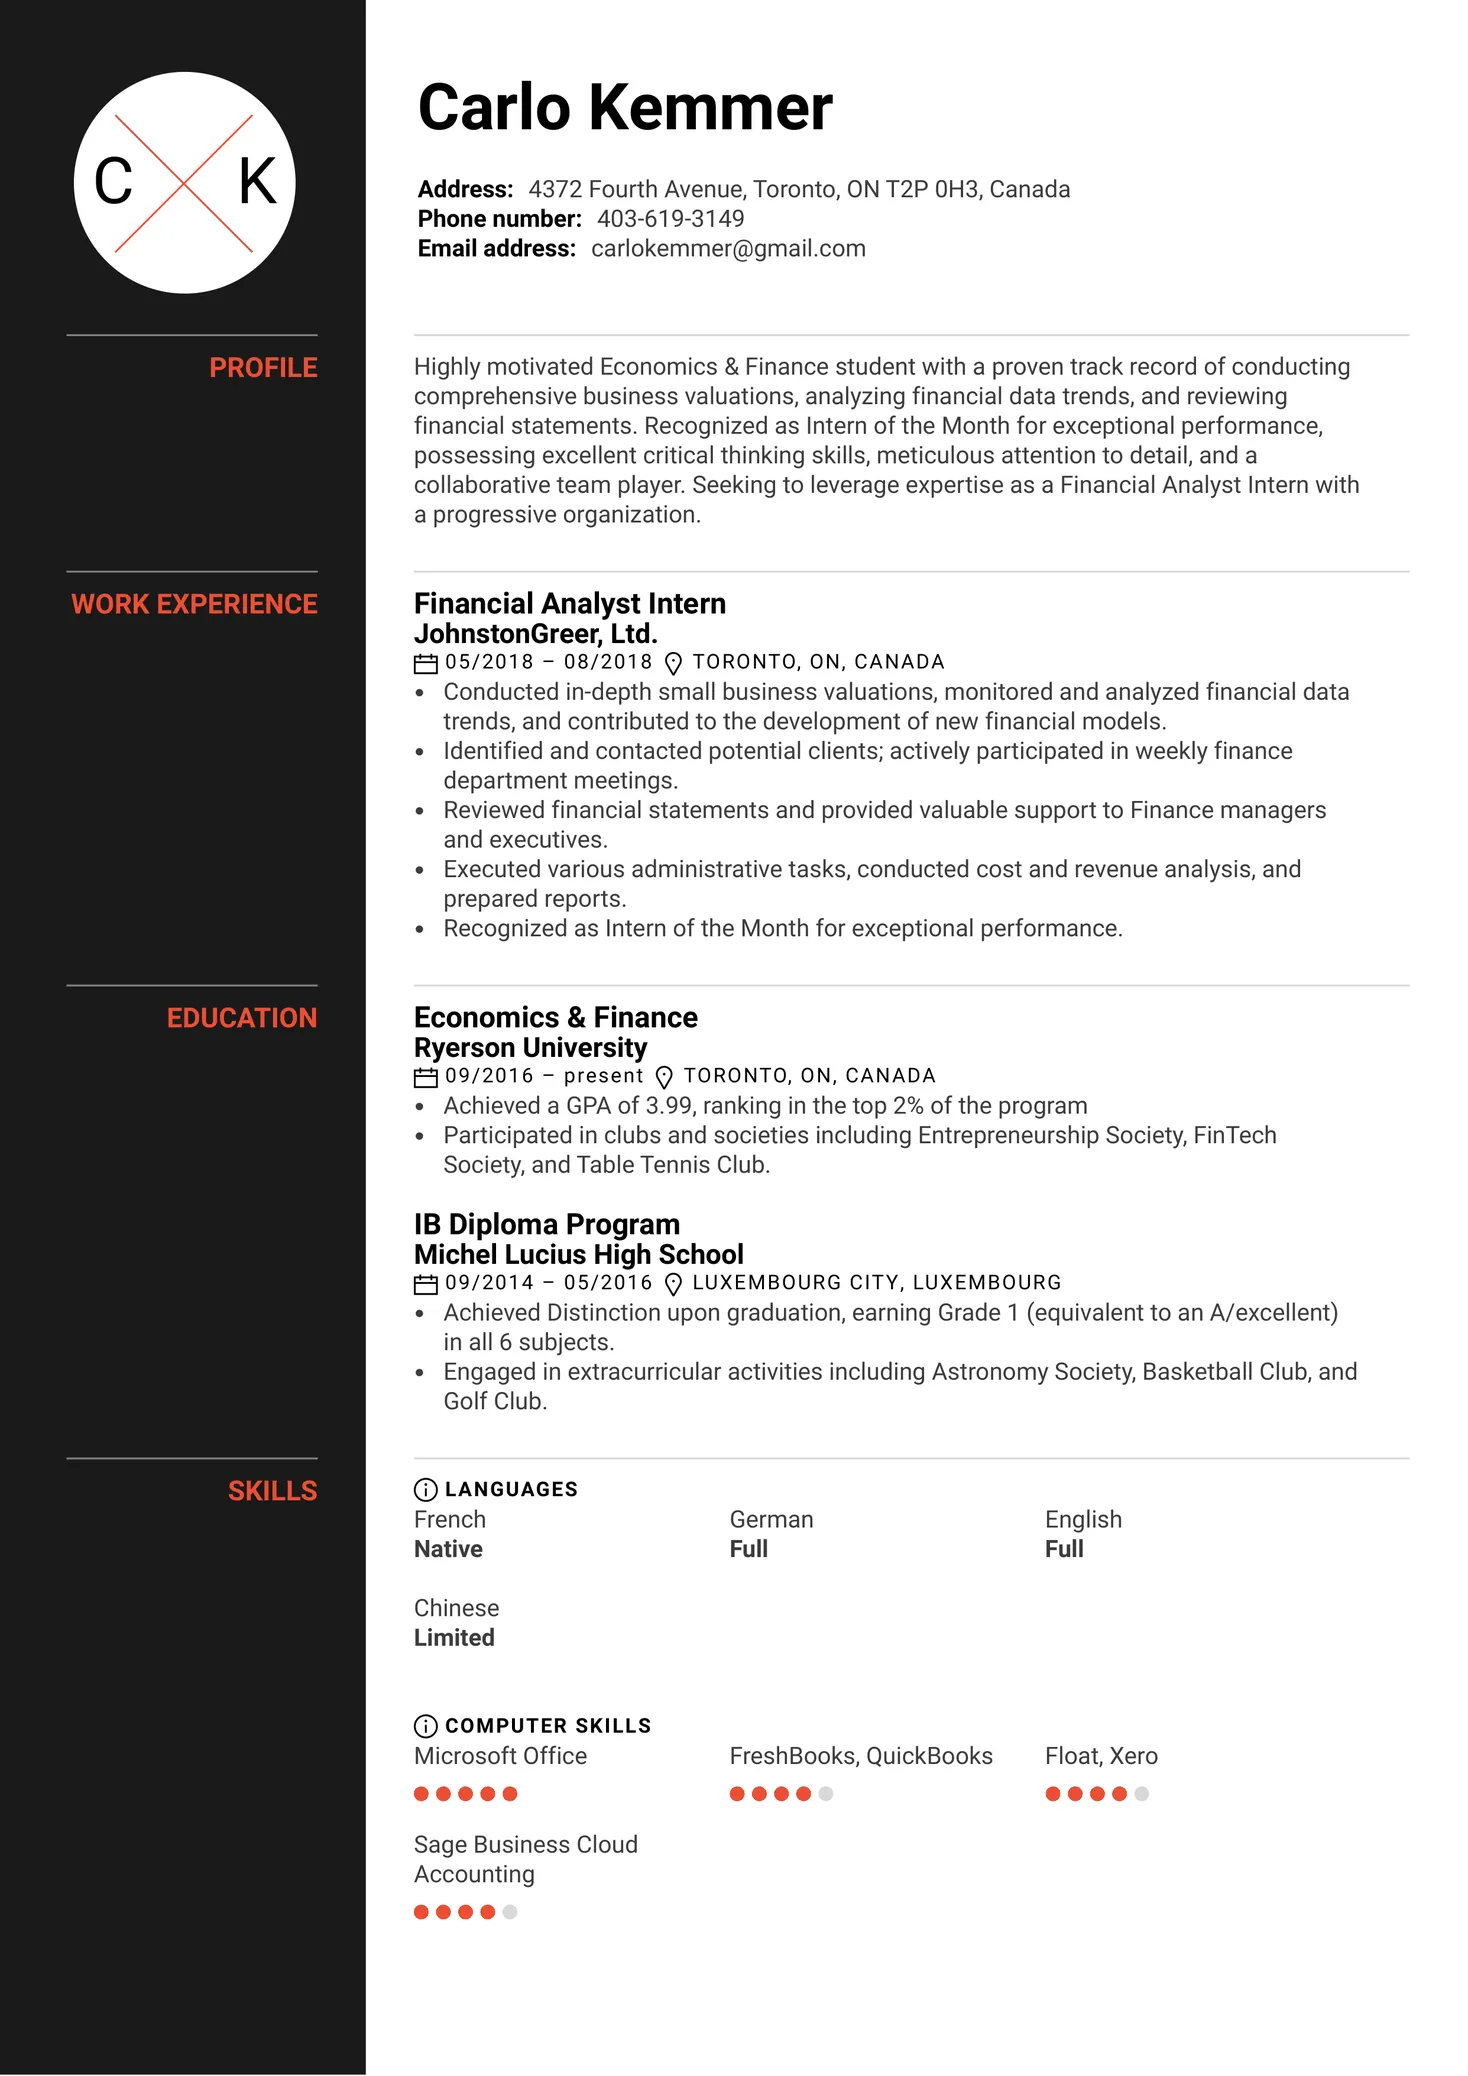 C K
Carlo Kemmer
Address: 4372 Fourth Avenue, Toronto, ON T2P 0H3, Canada
Phone number: 403-619-3149
Email address: carlokemmer@gmail.com
PROFILE
Highly motivated Economics & Finance student with a proven track record of conducting
comprehensive business valuations, analyzing financial data trends, and reviewing
financial statements. Recognized as Intern of the Month for exceptional performance,
possessing excellent critical thinking skills, meticulous attention to detail, and a
collaborative team player. Seeking to leverage expertise as a Financial Analyst Intern with
a progressive organization.
WORK EXPERIENCE
Financial Analyst Intern
JohnstonGreer, Ltd.
05/2018 – 08/2018 TORONTO, ON, CANADA
• Conducted in-depth small business valuations, monitored and analyzed financial data
trends, and contributed to the development of new financial models.
• Identified and contacted potential clients; actively participated in weekly finance
department meetings.
• Reviewed financial statements and provided valuable support to Finance managers
and executives.
• Executed various administrative tasks, conducted cost and revenue analysis, and
prepared reports.
• Recognized as Intern of the Month for exceptional performance.
EDUCATION
Economics & Finance
Ryerson University
09/2016 – present TORONTO, ON, CANADA
• Achieved a GPA of 3.99, ranking in the top 2% of the program
• Participated in clubs and societies including Entrepreneurship Society, FinTech
Society, and Table Tennis Club.
IB Diploma Program
Michel Lucius High School
09/2014 – 05/2016 LUXEMBOURG CITY, LUXEMBOURG
• Achieved Distinction upon graduation, earning Grade 1 (equivalent to an A/excellent)
in all 6 subjects.
• Engaged in extracurricular activities including Astronomy Society, Basketball Club, and
Golf Club.
SKILLS
LANGUAGES
French German English
Native Full Full
Chinese
Limited
COMPUTER SKILLS
Microsoft Office FreshBooks, QuickBooks Float, Xero
Sage Business Cloud
Accounting